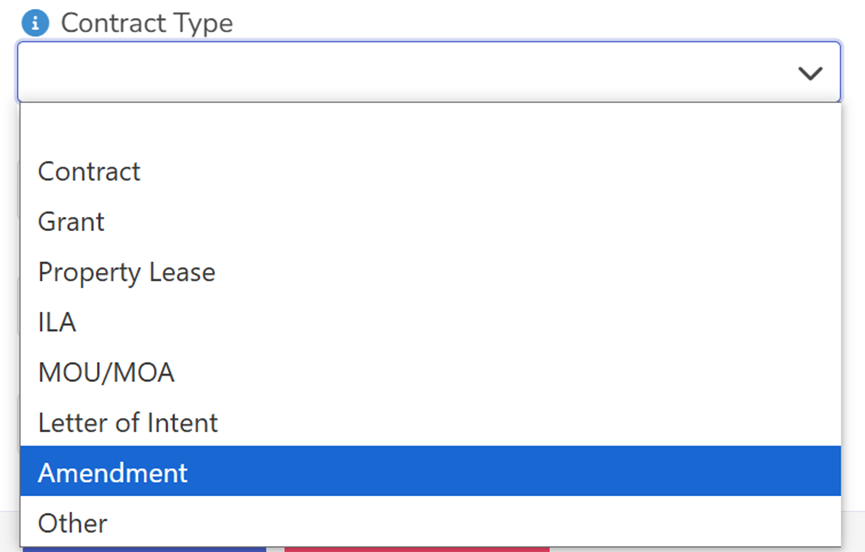 Contract Type
Contract
Grant
Property Lease
ILA
MOU/MOA
Letter of Intent
Amendment
Other